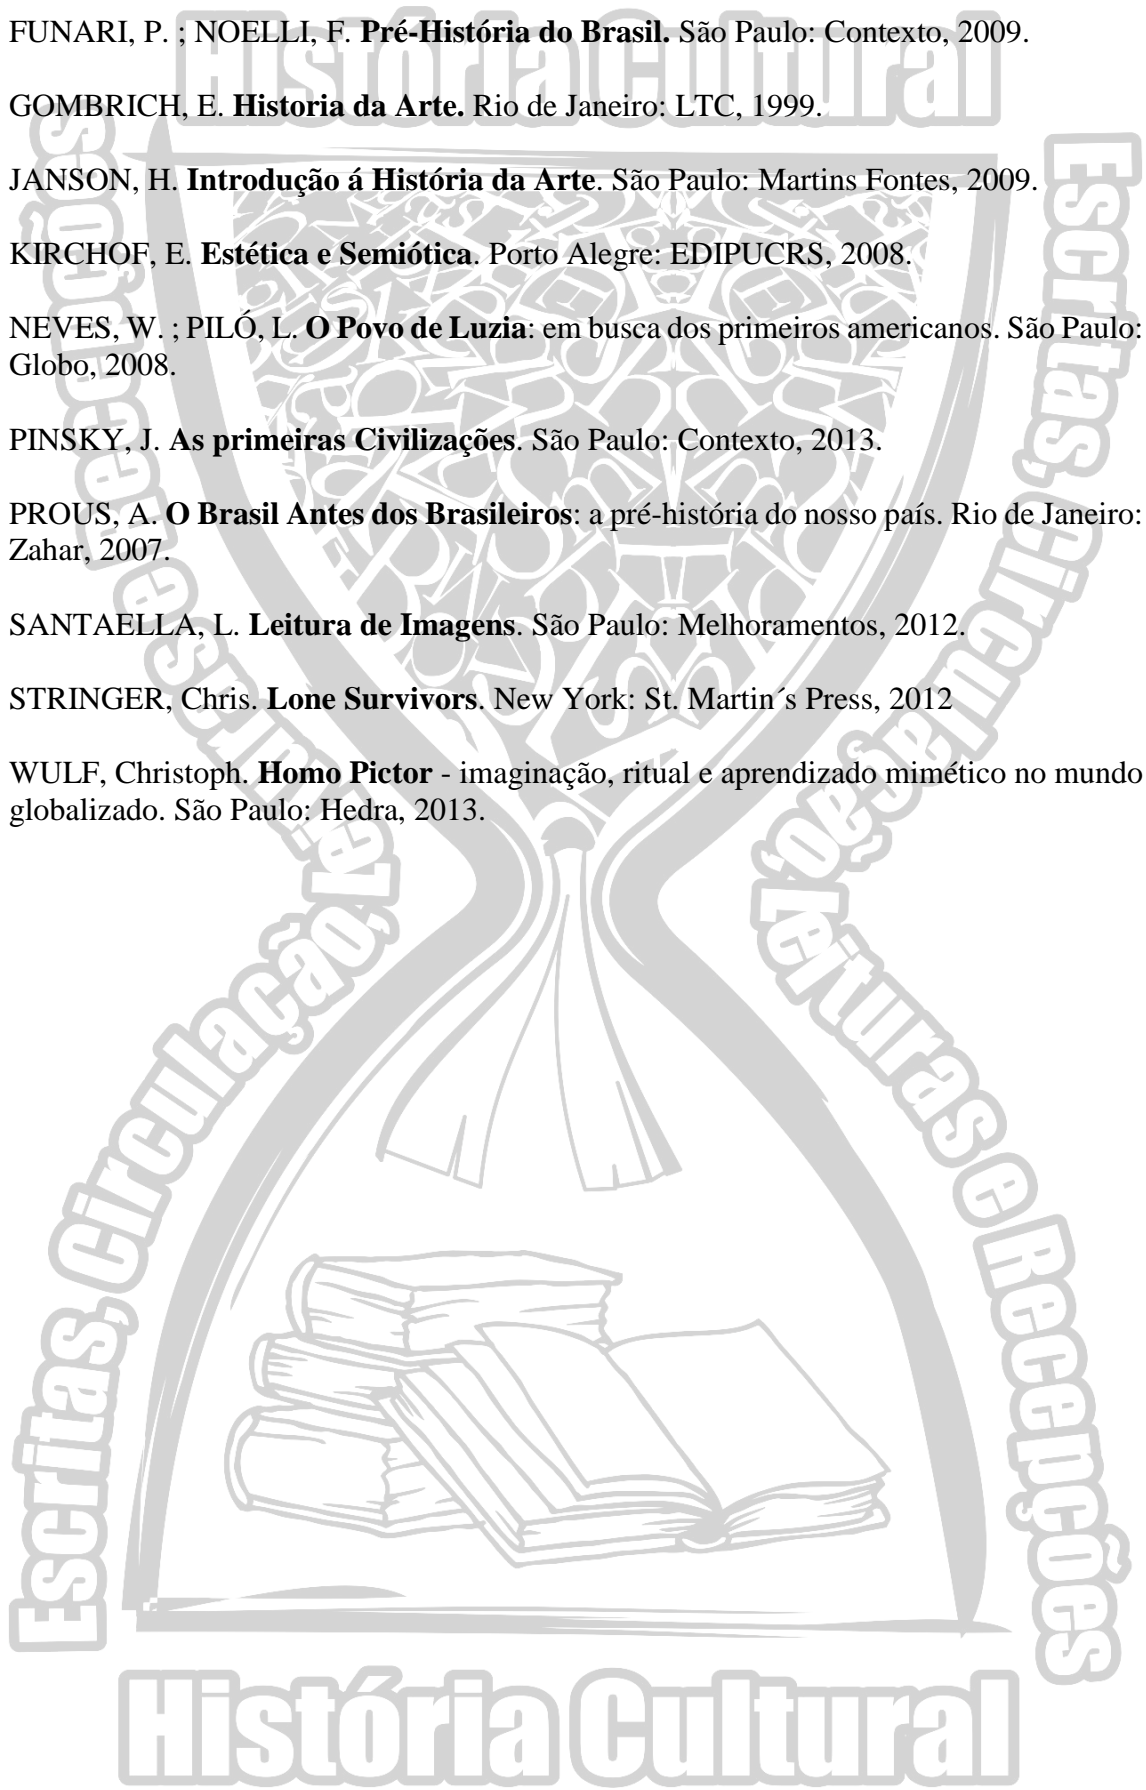 FUNARI, P. ; NOELLI, F. Pré-História do Brasil. São Paulo: Contexto, 2009.
GOMBRICH, E. Historia da Arte. Rio de Janeiro: LTC, 1999.
JANSON, H. Introdução á História da Arte. São Paulo: Martins Fontes, 2009.
KIRCHOF, E. Estética e Semiótica. Porto Alegre: EDIPUCRS, 2008.
NEVES, W. ; PILÓ, L. O Povo de Luzia: em busca dos primeiros americanos. São Paulo:
Globo, 2008.
PINSKY, J. As primeiras Civilizações. São Paulo: Contexto, 2013.
PROUS, A. O Brasil Antes dos Brasileiros: a pré-história do nosso país. Rio de Janeiro:
Zahar, 2007.
SANTAELLA, L. Leitura de Imagens. São Paulo: Melhoramentos, 2012.
STRINGER, Chris. Lone Survivors. New York: St. Martin´s Press, 2012
WULF, Christoph. Homo Pictor - imaginação, ritual e aprendizado mimético no mundo
globalizado. São Paulo: Hedra, 2013.
História Cultural
Escritas, Circulação, Leituras e Recepções
Escritas, Circulação, Leituras e Recepções
História Cultural